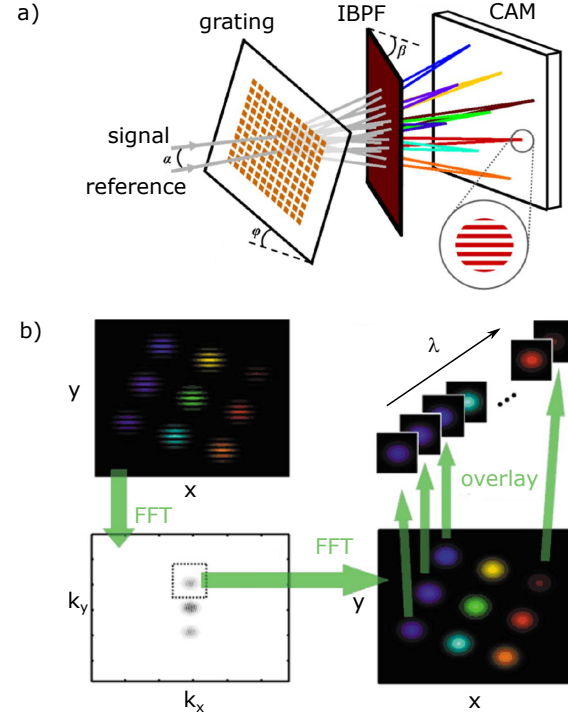 a)
grating
IBPF
CAM
β
signal
α
reference
φ
b)
λ
y
x
overlay
FFT
FFT
k_y
y
k_x
x